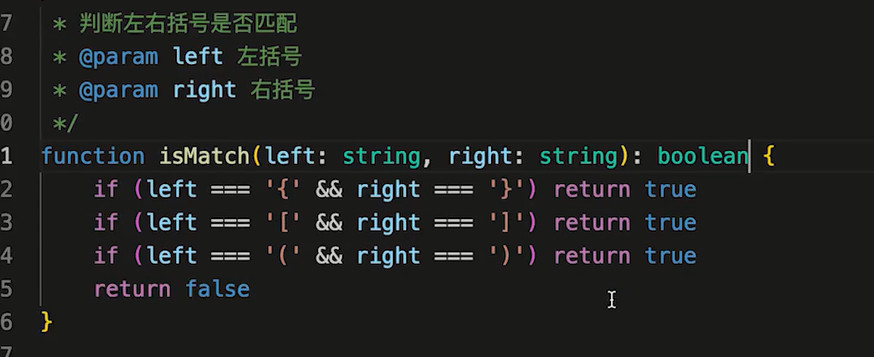 7 * 判断左右括号是否匹配
8 * @param left 左括号
9 * @param right 右括号
0 */
1 function isMatch(left: string, right: string): boolean {
2 if (left === '{' && right === '}') return true
3 if (left === '[' && right === ']') return true
4 if (left === '(' && right === ')') return true
5 return false
6 }
7